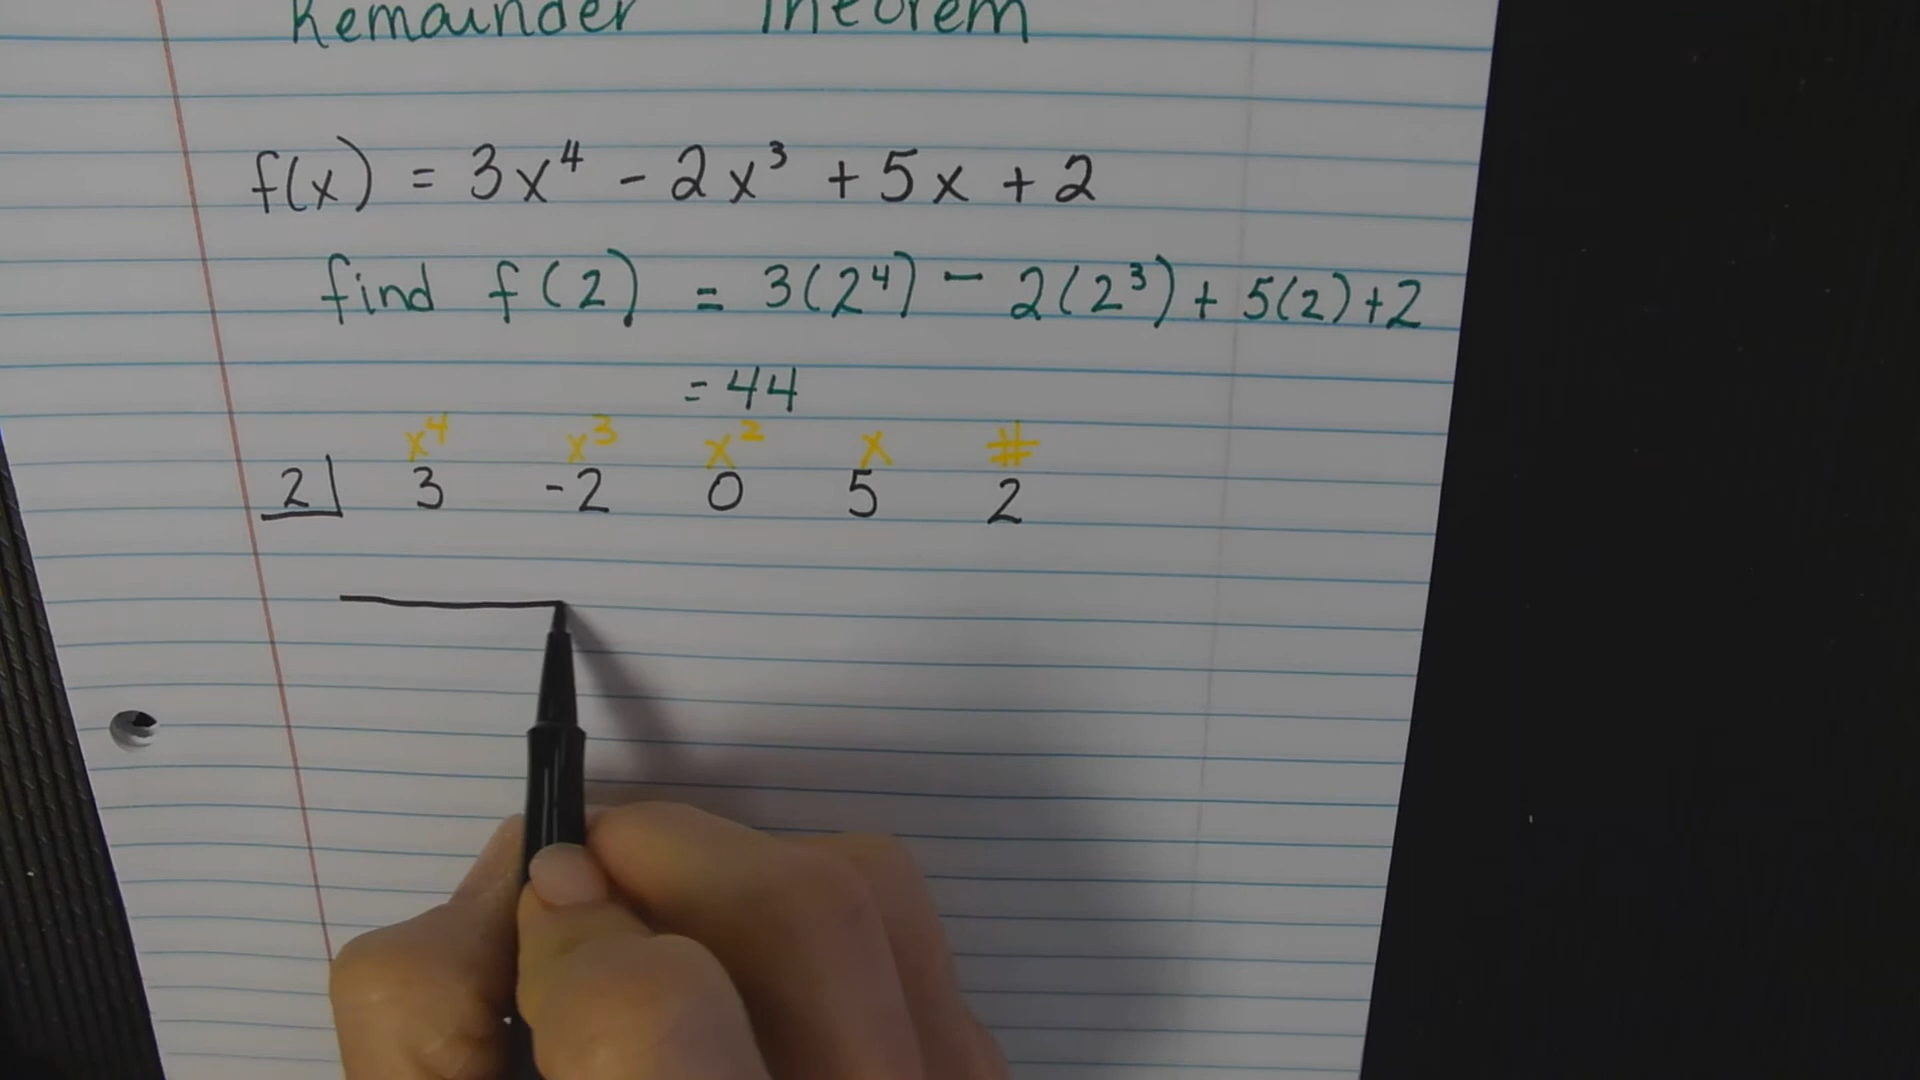 Remainder Theorem
f(x) = 3x⁴ - 2x³ + 5x + 2
find f(2) = 3(2⁴) - 2(2³) + 5(2) + 2
= 44
x⁴ x³ x² x #
2| 3 -2 0 5 2